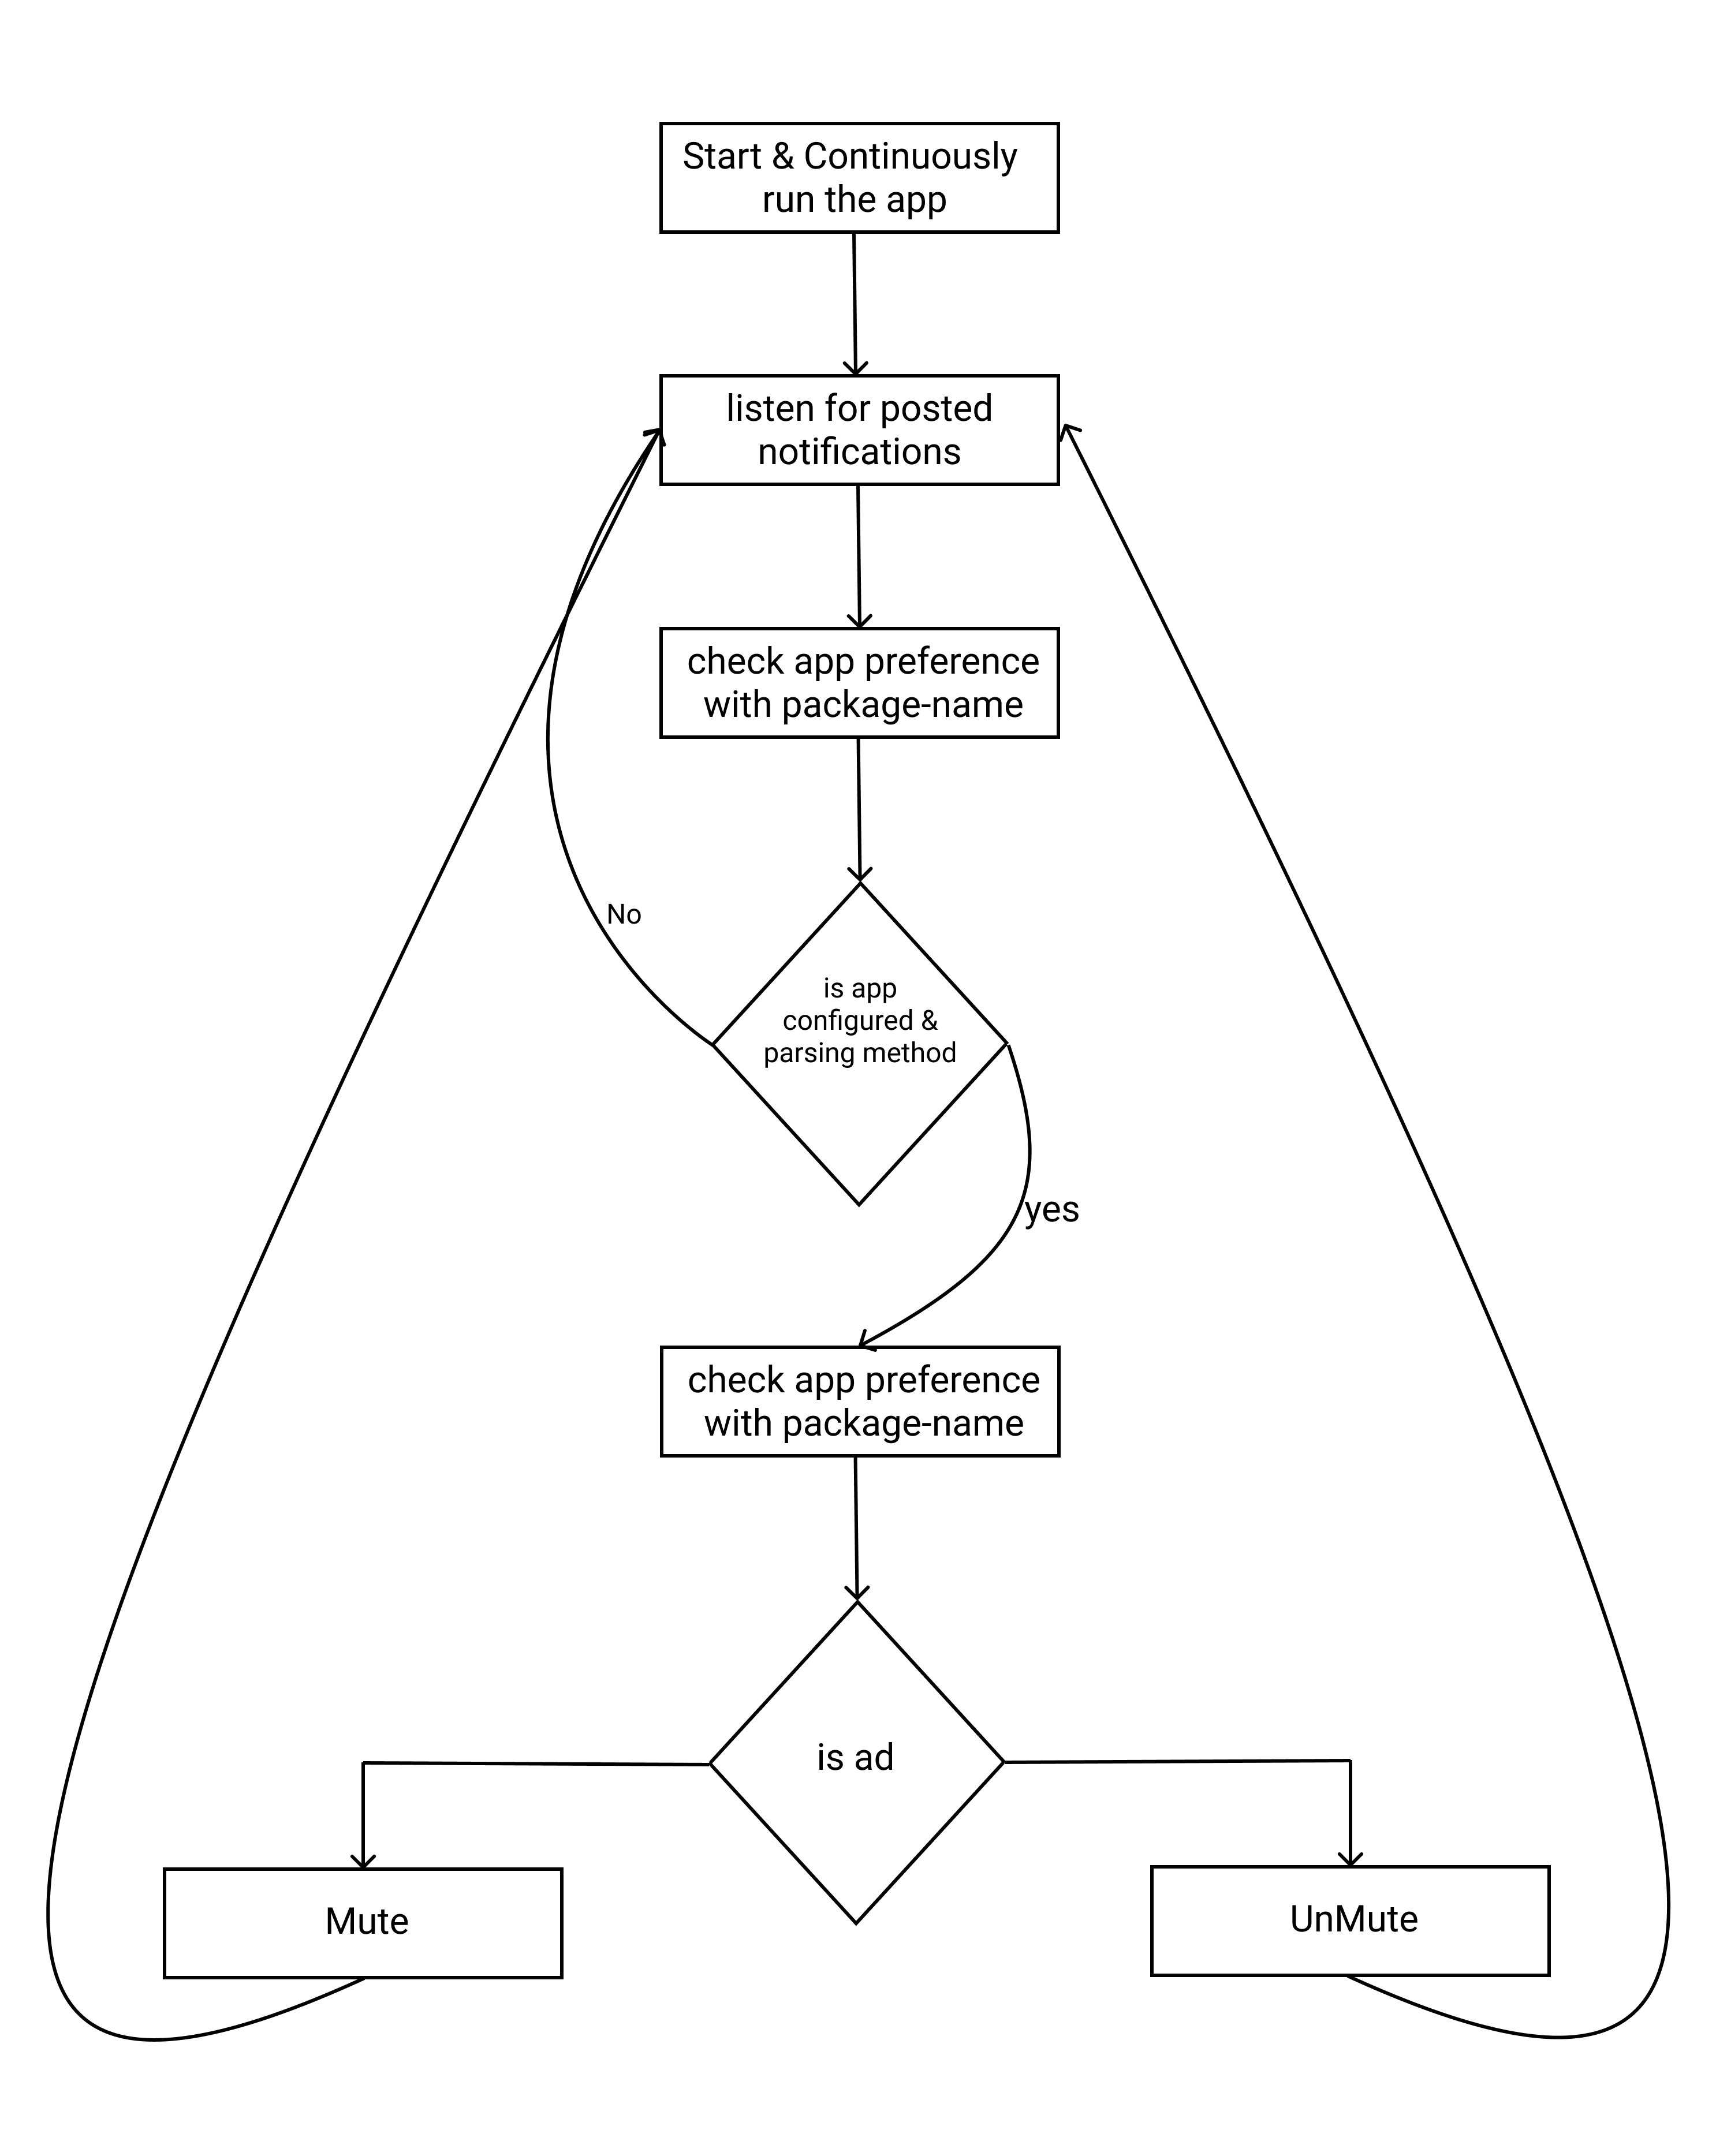 Start & Continuously
run the app
listen for posted
notifications
check app preference
with package-name
No
is app
configured &
parsing method
yes
check app preference
with package-name
is ad
Mute
UnMute